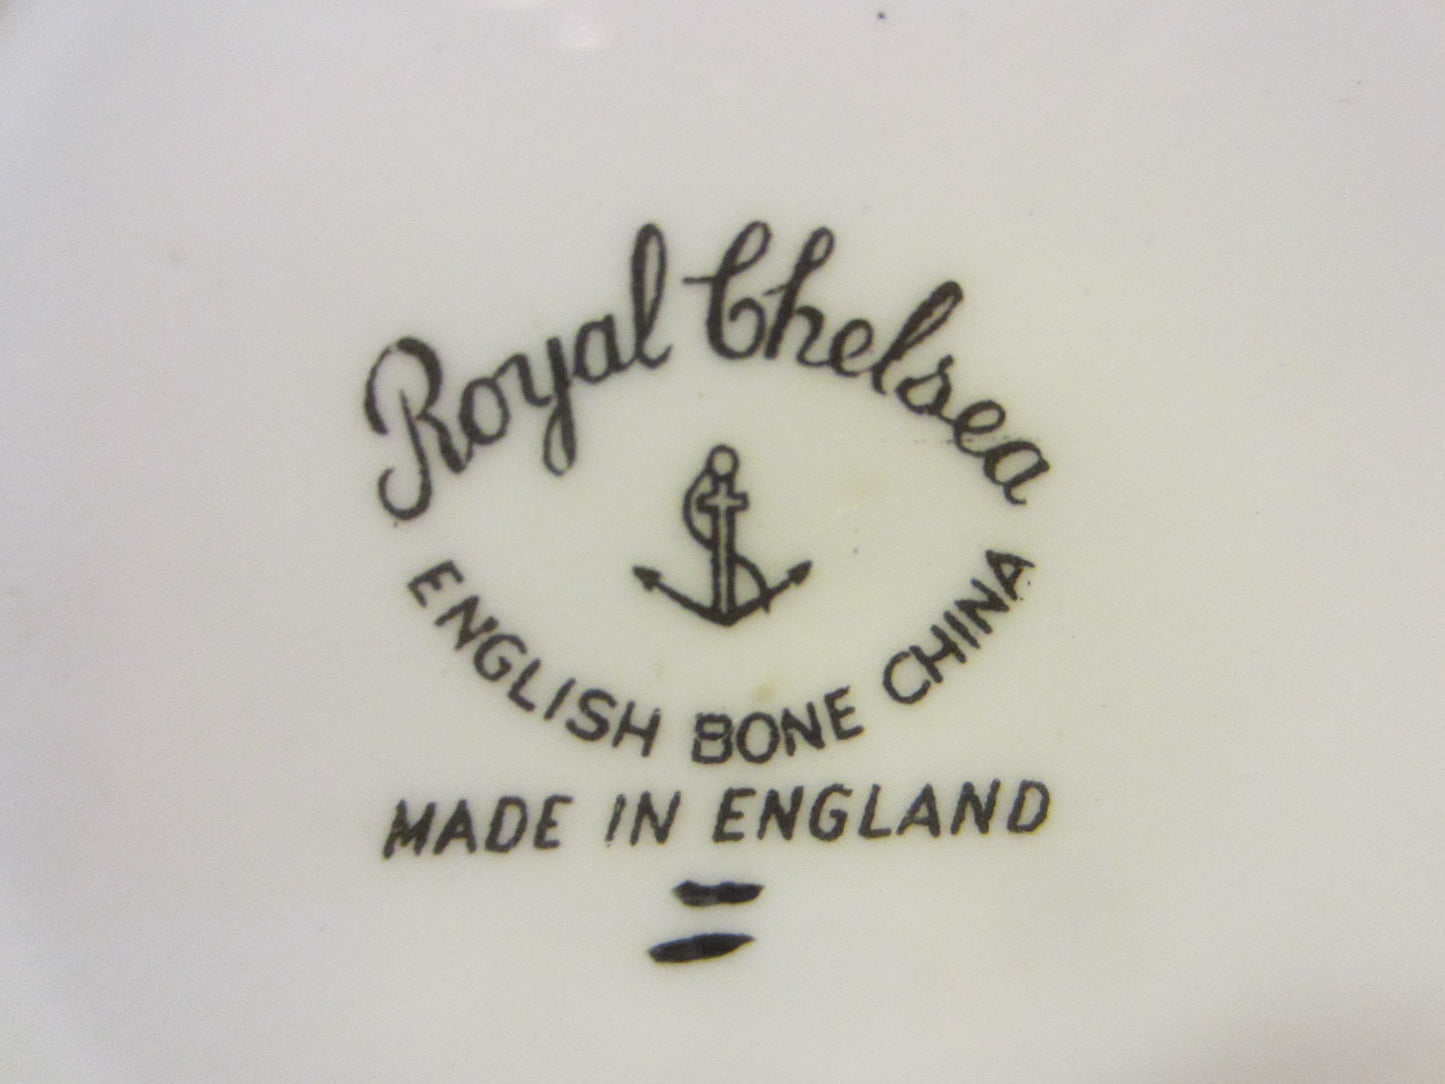 Royal Chelsea
ENGLISH BONE CHINA
MADE IN ENGLAND